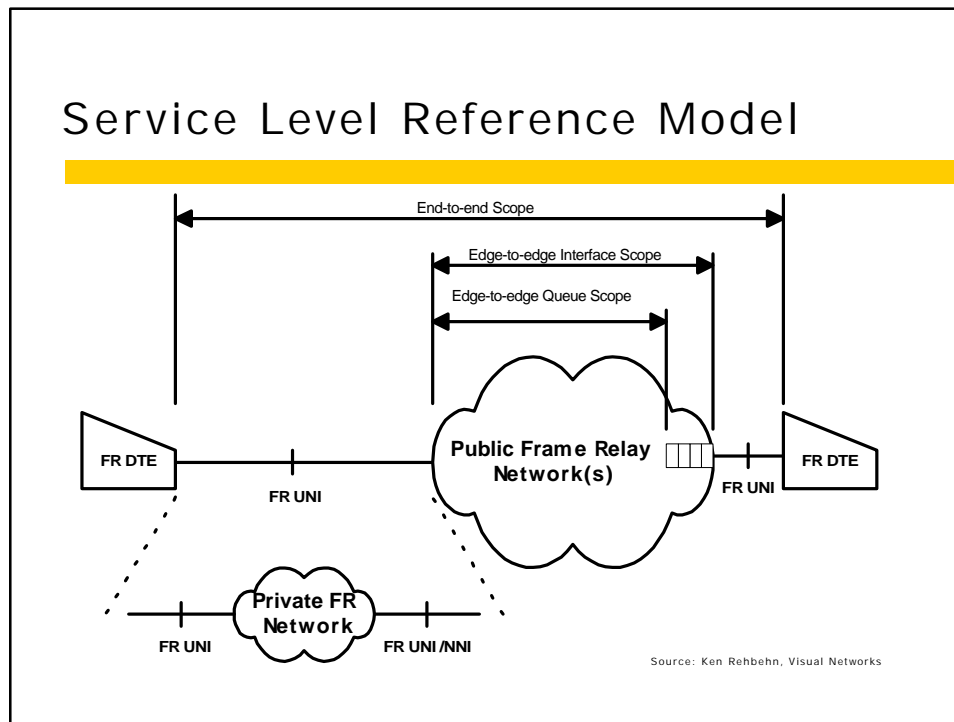 Service Level Reference Model
End-to-end Scope
Edge-to-edge Interface Scope
Edge-to-edge Queue Scope
FR DTE
FR UNI
Public Frame Relay
Network(s)
FR UNI
FR DTE
Private FR
Network
FR UNI
FR UNI/NNI
Source: Ken Rehbehn, Visual Networks